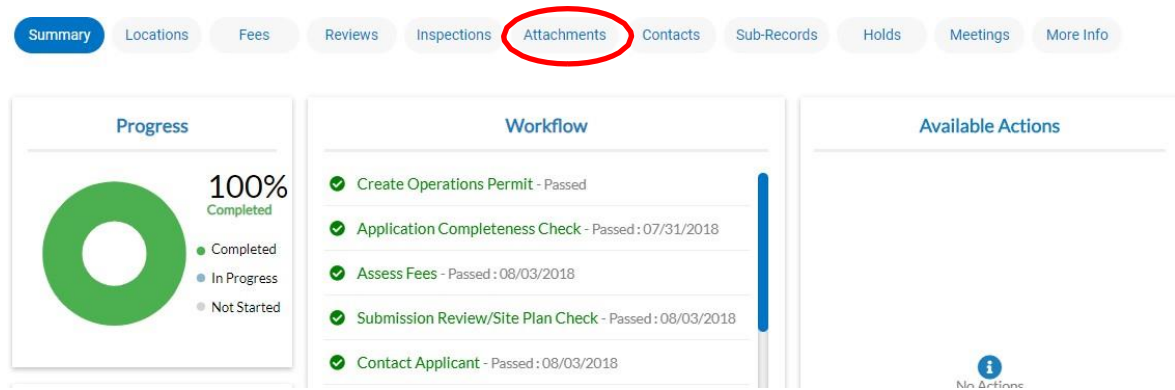 Summary Locations Fees Reviews Inspections Attachments Contacts Sub-Records Holds Meetings More Info
Progress
100%
Completed
Completed
In Progress
Not Started
Workflow
Create Operations Permit - Passed
Application Completeness Check - Passed : 07/31/2018
Assess Fees - Passed : 08/03/2018
Submission Review/Site Plan Check - Passed : 08/03/2018
Contact Applicant - Passed : 08/03/2018
Available Actions
No Actions